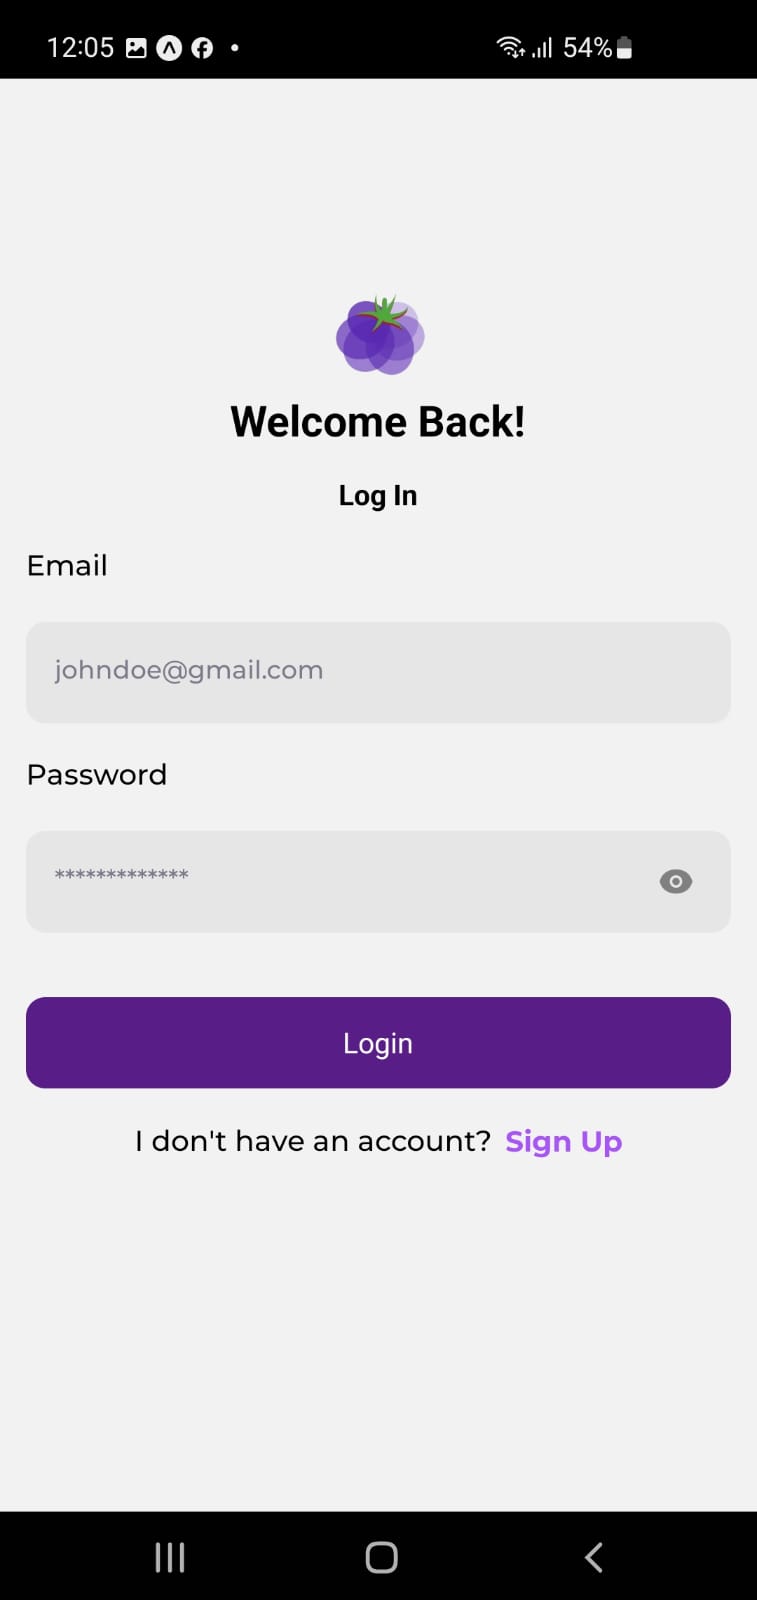 12:05 54%
Welcome Back!
Log In
Email
johndoe@gmail.com
Password
*************
Login
I don't have an account? Sign Up